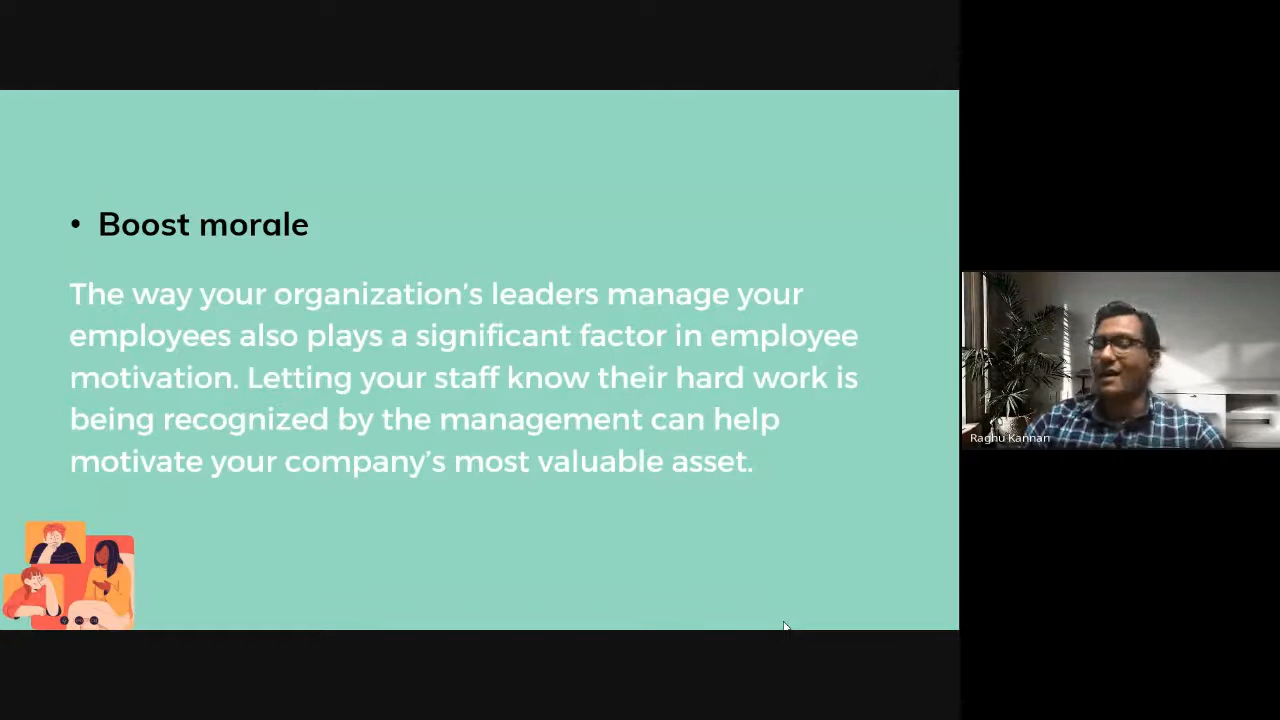 • Boost morale
The way your organization's leaders manage your
employees also plays a significant factor in employee
motivation. Letting your staff know their hard work is
being recognized by the management can help
motivate your company's most valuable asset.
Raghu Kannan